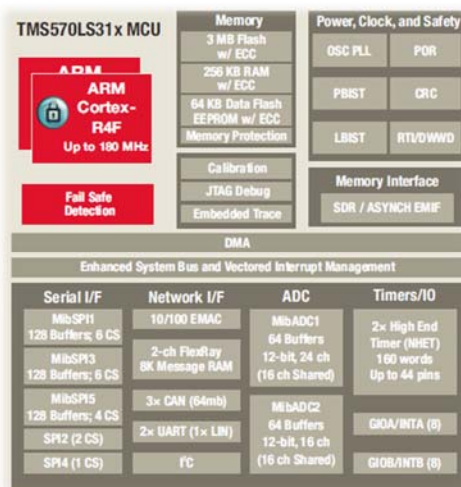 TMS570LS31x MCU
ARM
ARM
Cortex-
R4F
Up to 180 MHz
Fail Safe
Detection
Memory
3 MB Flash
w/ ECC
256 KB RAM
w/ ECC
64 KB Data Flash
EEPROM w/ ECC
Memory Protection
Calibration
JTAG Debug
Embedded Trace
Power, Clock, and Safety
OSC PLL
POR
PBIST
CRC
LBIST
RTI/DWWD
Memory Interface
SDR / ASYNCH EMIF
DMA
Enhanced System Bus and Vectored Interrupt Management
Serial I/F
MibSPI1
128 Buffers; 6 CS
MibSPI3
128 Buffers; 6 CS
MibSPI5
128 Buffers; 4 CS
SPI2 (2 CS)
SPI4 (1 CS)
Network I/F
10/100 EMAC
2-ch FlexRay
8K Message RAM
3x CAN (64mb)
2x UART (1x LIN)
I²C
ADC
MibADC1
64 Buffers
12-bit, 24 ch
(16 ch Shared)
MibADC2
64 Buffers
12-bit, 16 ch
(16 ch Shared)
Timers/IO
2x High End
Timer (NHET)
160 words
Up to 44 pins
GIOA/INTA (8)
GIOB/INTB (8)